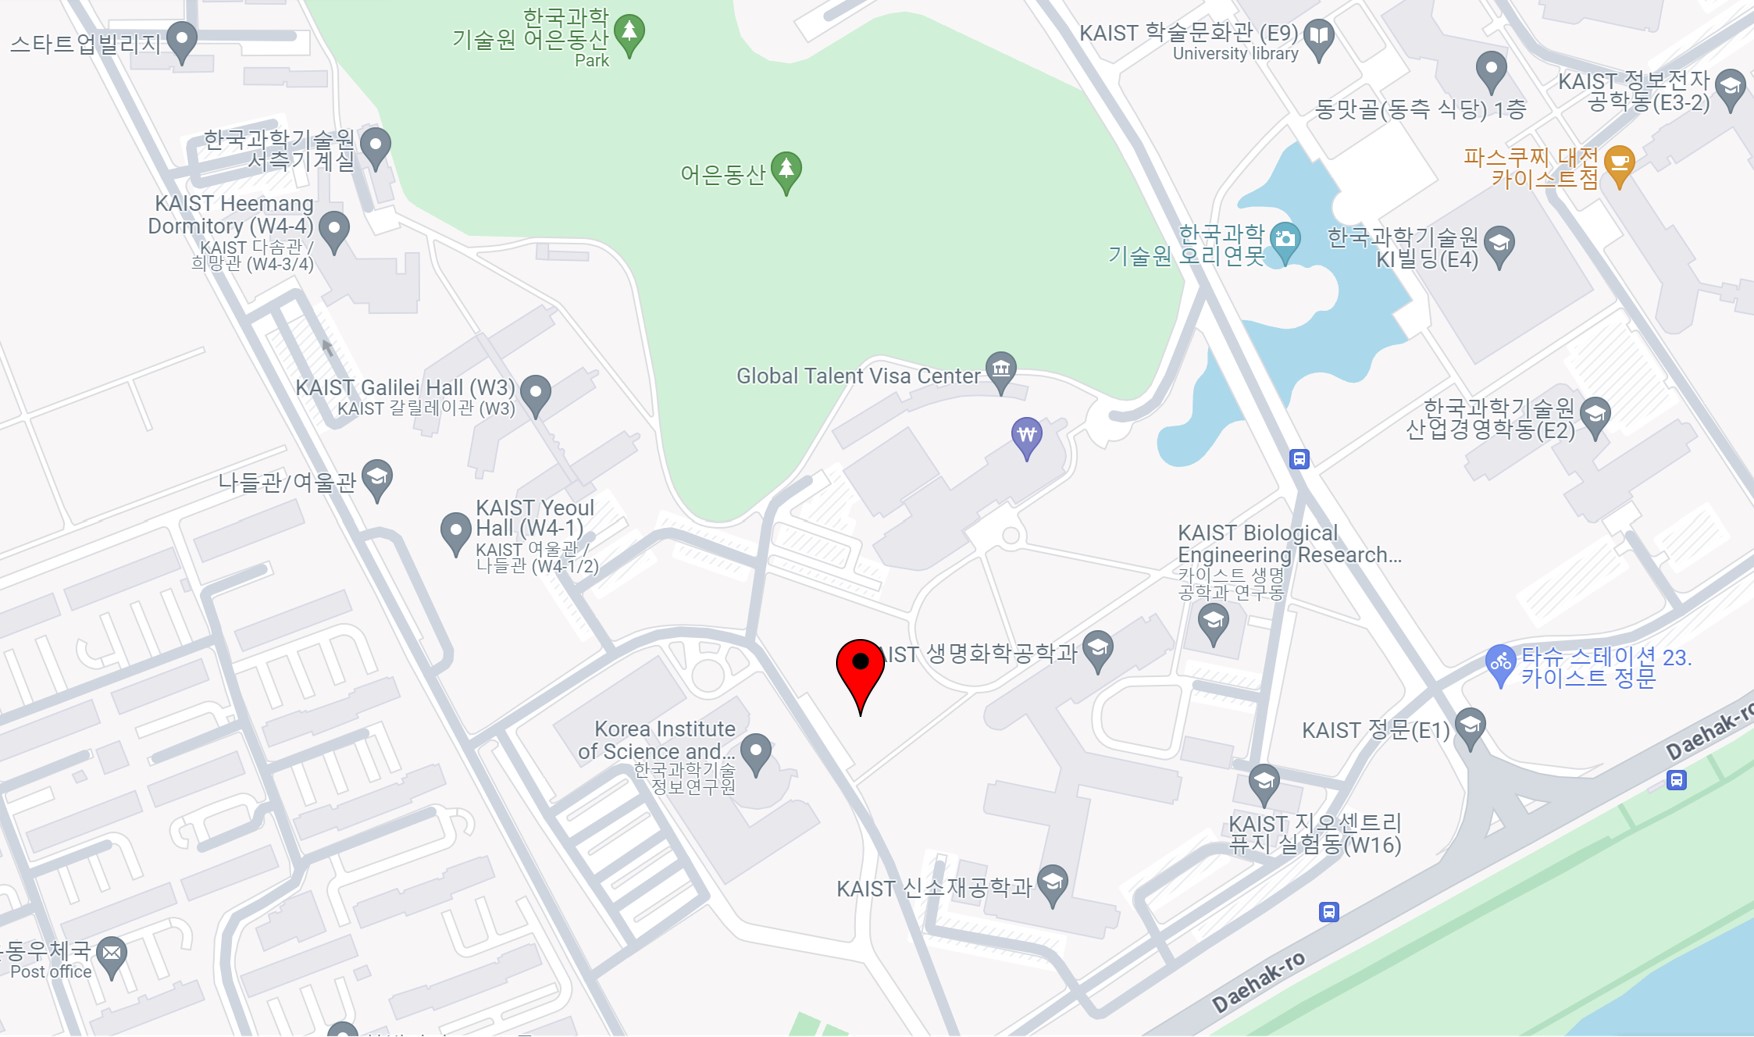 스타트업빌리지
한국과학
기술원 어은동산
Park
KAIST 학술문화관 (E9)
University library
동맛골(동측 식당) 1층
KAIST 정보전자
공학동(E3-2)
한국과학기술원
서측기계실
어은동산
파스쿠찌 대전
카이스트점
KAIST Heemang
Dormitory (W4-4)
KAIST 다솜관 /
희망관 (W4-3/4)
한국과학
기술원 오리연못
한국과학기술원
KI빌딩(E4)
Global Talent Visa Center
KAIST Galilei Hall (W3)
KAIST 갈릴레이관 (W3)
한국과학기술원
산업경영학동(E2)
나들관/여울관
KAIST Yeoul
Hall (W4-1)
KAIST 여울관 /
나들관 (W4-1/2)
KAIST Biological
Engineering Research...
카이스트 생명
공학과 연구동
AIST 생명화학공학과
타슈 스테이션 23.
카이스트 정문
Korea Institute
of Science and...
한국과학기술
정보연구원
KAIST 정문(E1)
Daehak-ro
KAIST 지오센트리
퓨지 실험동(W16)
KAIST 신소재공학과
동우체국
Post office
Daehak-ro